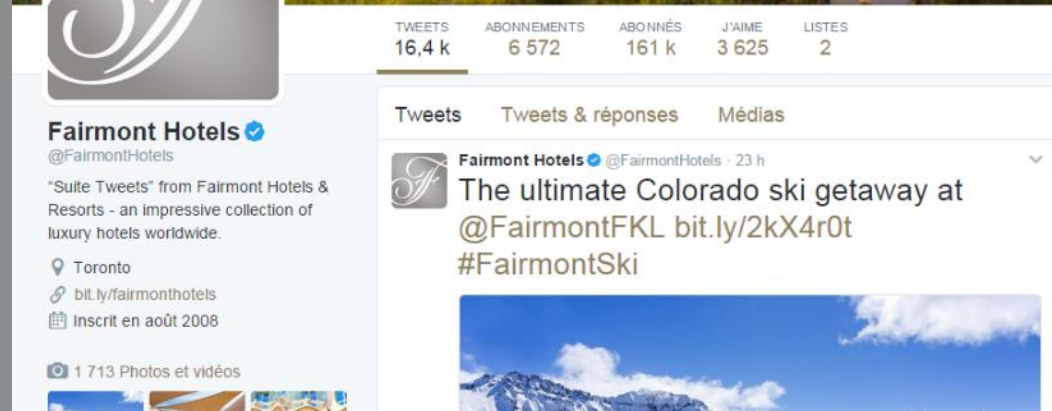 TWEETS ABONNEMENTS ABONNÉS J'AIME LISTES
16,4 k 6 572 161 k 3 625 2
Fairmont Hotels
@FairmontHotels
"Suite Tweets" from Fairmont Hotels &
Resorts - an impressive collection of
luxury hotels worldwide.
Toronto
bit.ly/fairmonthotels
Inscrit en août 2008
1 713 Photos et vidéos
Tweets Tweets & réponses Médias
Fairmont Hotels @FairmontHotels · 23 h
The ultimate Colorado ski getaway at
@FairmontFKL bit.ly/2kX4r0t
#FairmontSki